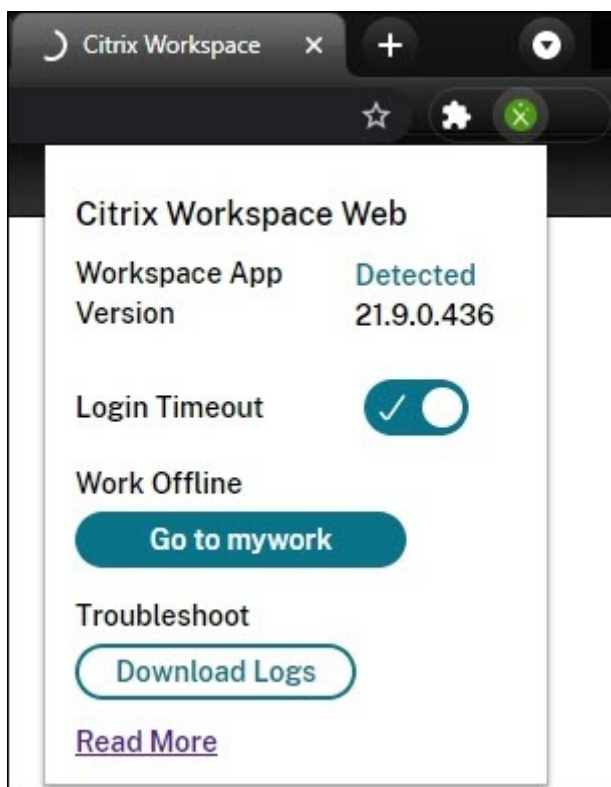 Citrix Workspace
Citrix Workspace Web
Workspace App Detected
Version 21.9.0.436
Login Timeout
Work Offline
Go to mywork
Troubleshoot
Download Logs
Read More